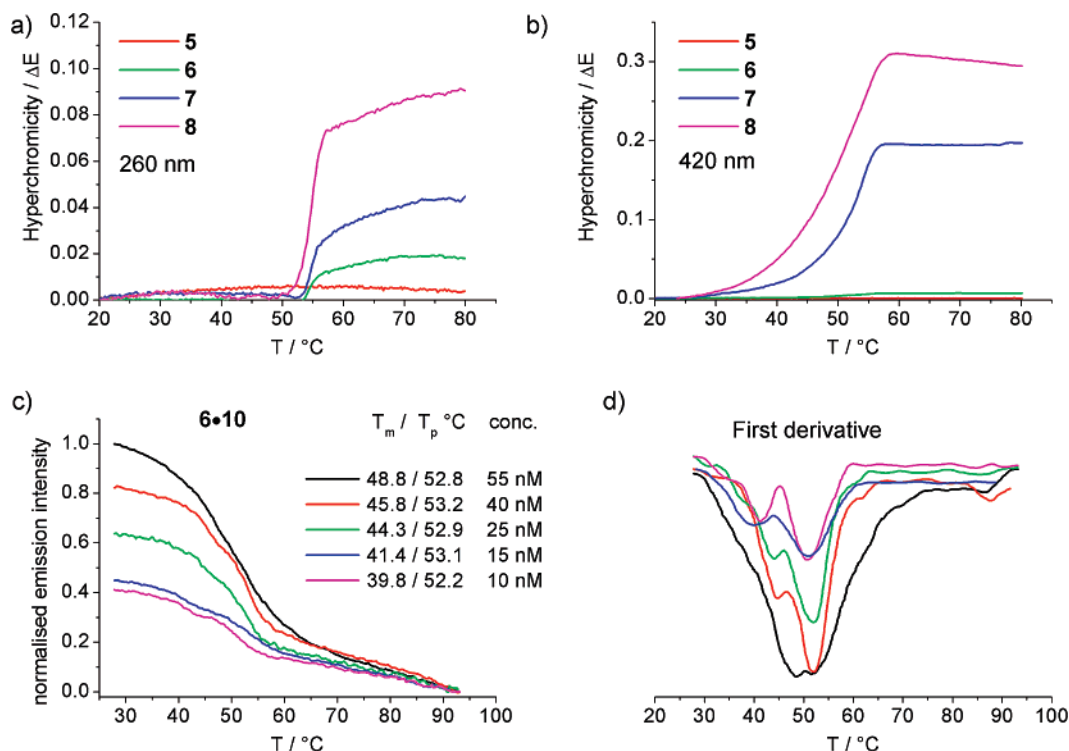 a)
5
6
7
8
260 nm
Hyperchromicity / ΔE
0.12
0.10
0.08
0.06
0.04
0.02
0.00
20 30 40 50 60 70 80
T / °C
b)
5
6
7
8
420 nm
Hyperchromicity / ΔE
0.3
0.2
0.1
0.0
20 30 40 50 60 70 80
T / °C
c)
6•10
T_m / T_p °C conc.
48.8 / 52.8 55 nM
45.8 / 53.2 40 nM
44.3 / 52.9 25 nM
41.4 / 53.1 15 nM
39.8 / 52.2 10 nM
normalised emission intensity
1.0
0.8
0.6
0.4
0.2
0.0
30 40 50 60 70 80 90 100
T / °C
d)
First derivative
20 30 40 50 60 70 80 90 100
T / °C